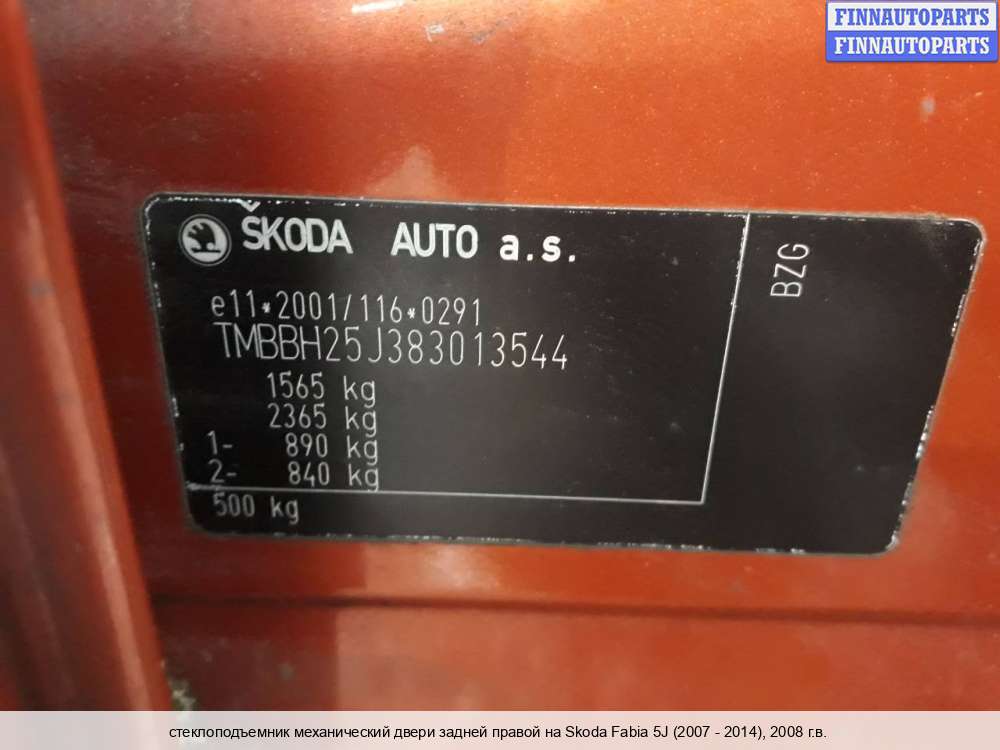 FINNAUTOPARTS
FINNAUTOPARTS
ŠKODA AUTO a.s.
BZG
e11*2001/116*0291
TMBBH25J383013544
1565 kg
2365 kg
1- 890 kg
2- 840 kg
500 kg
стеклоподъемник механический двери задней правой на Skoda Fabia 5J (2007 - 2014), 2008 г.в.